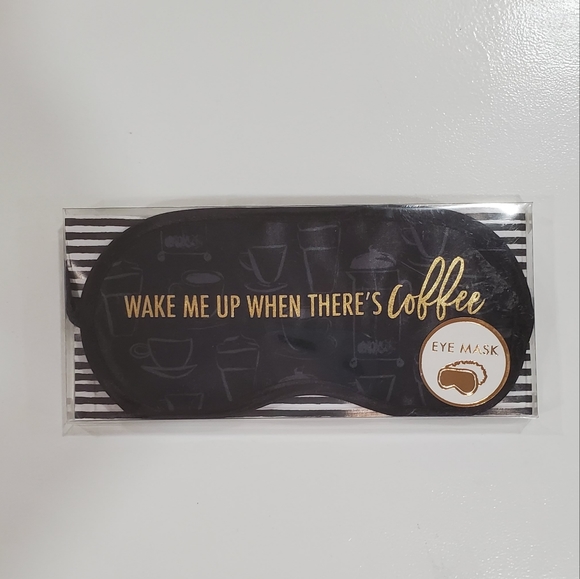 WAKE ME UP WHEN THERE'S Coffee
EYE MASK